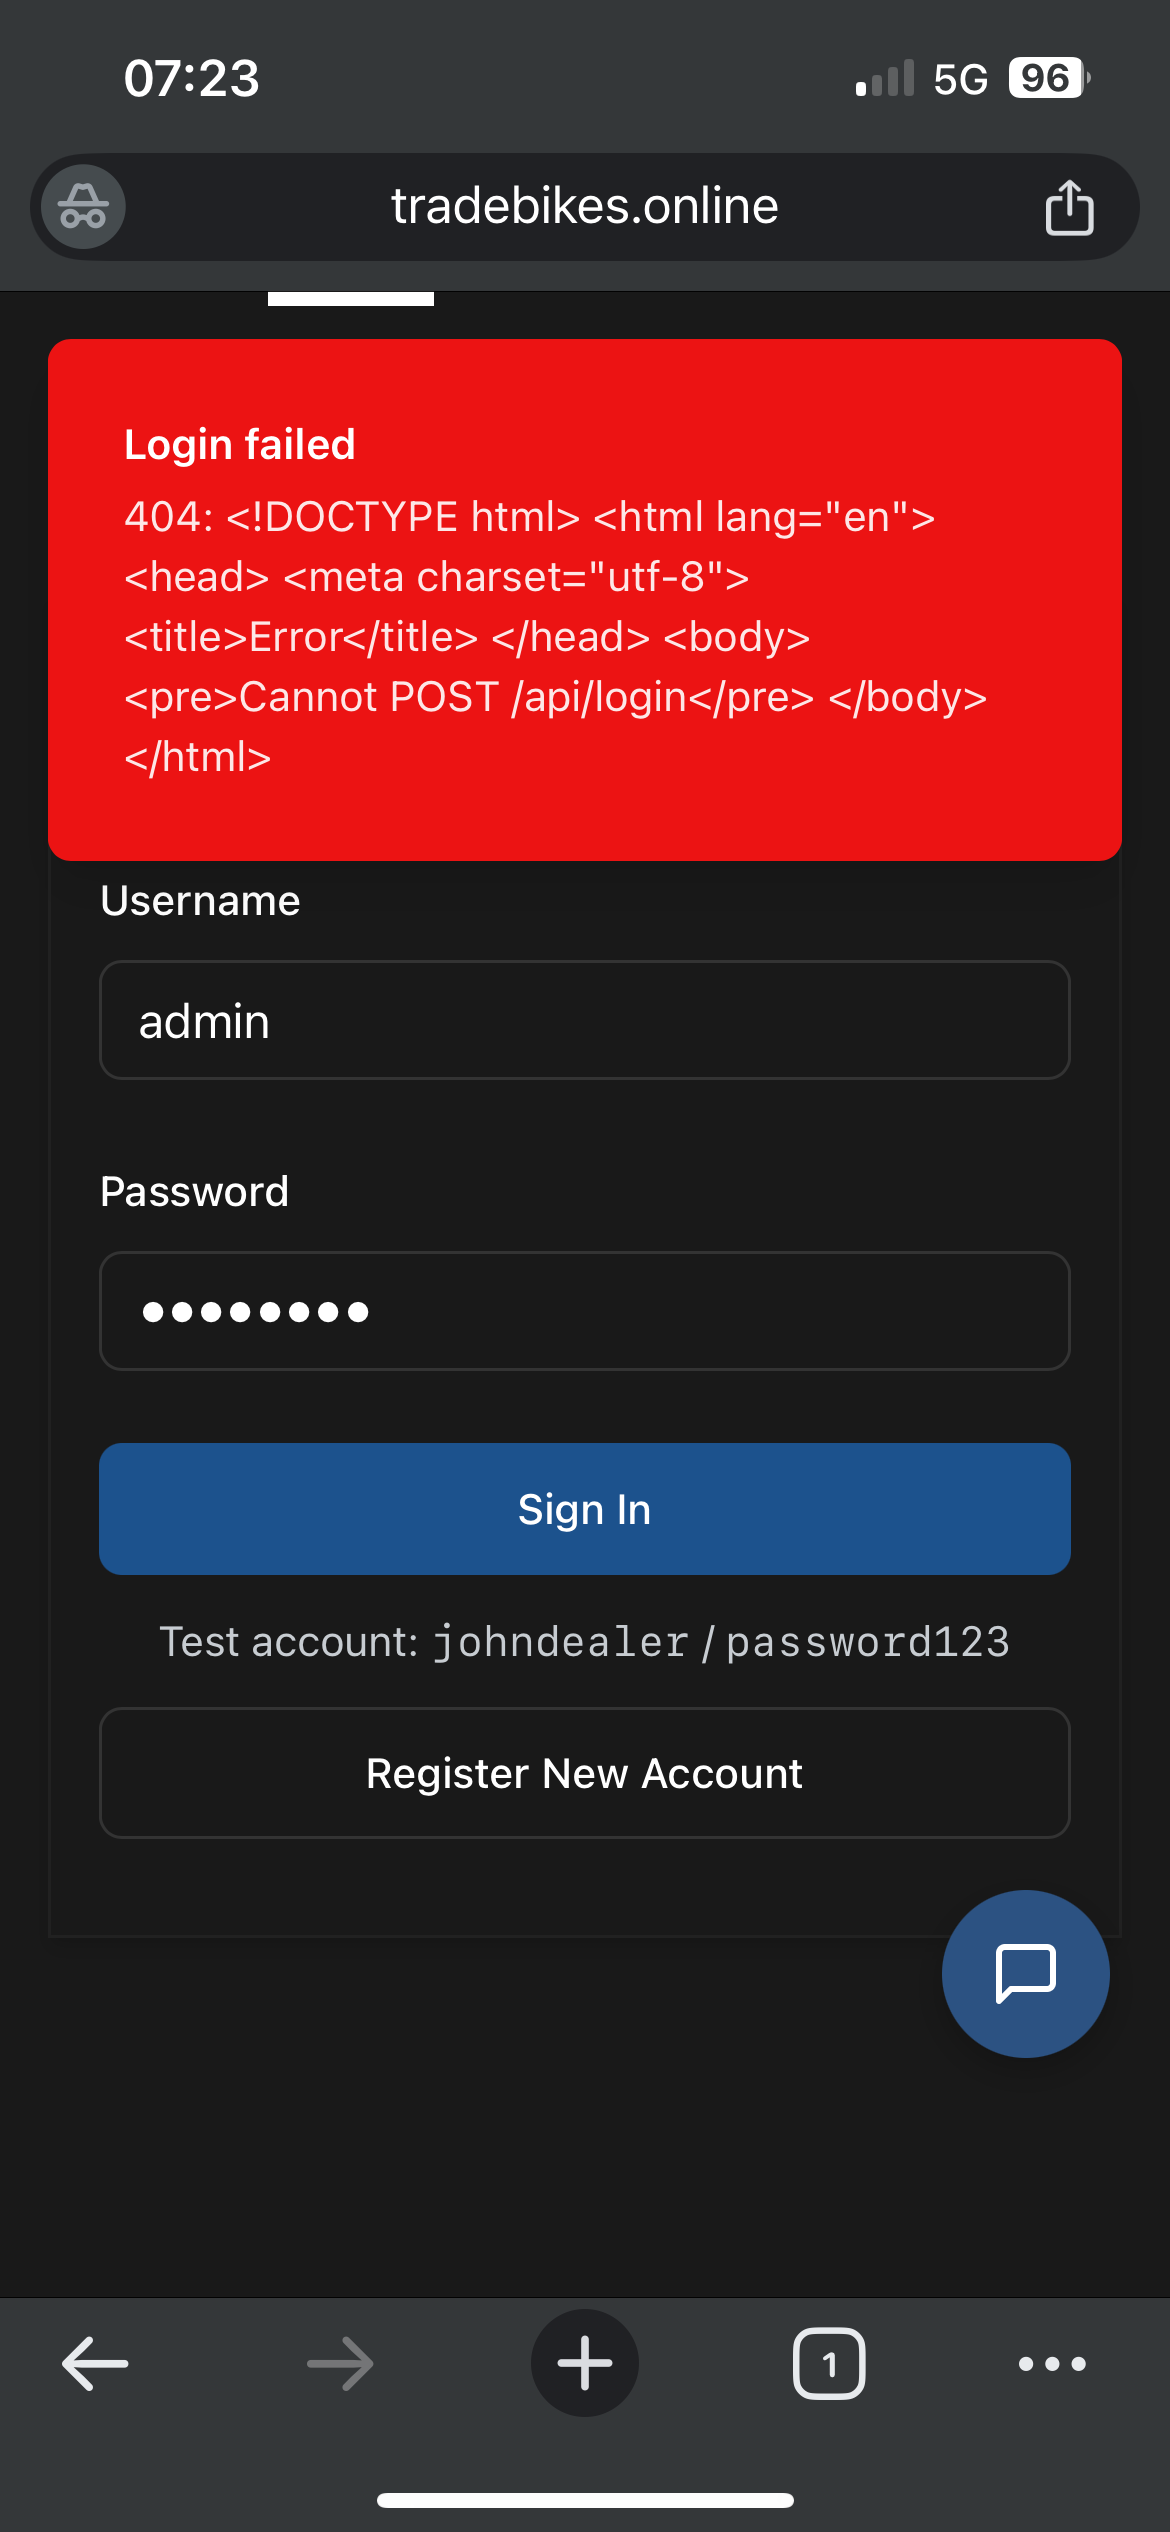 07:23
5G
96
tradebikes.online
Login failed
404: <!DOCTYPE html> <html lang="en">
<head> <meta charset="utf-8">
<title>Error</title> </head> <body>
<pre>Cannot POST /api/login</pre> </body>
</html>
Username
admin
Password
Sign In
Test account: johndealer / password123
Register New Account
1